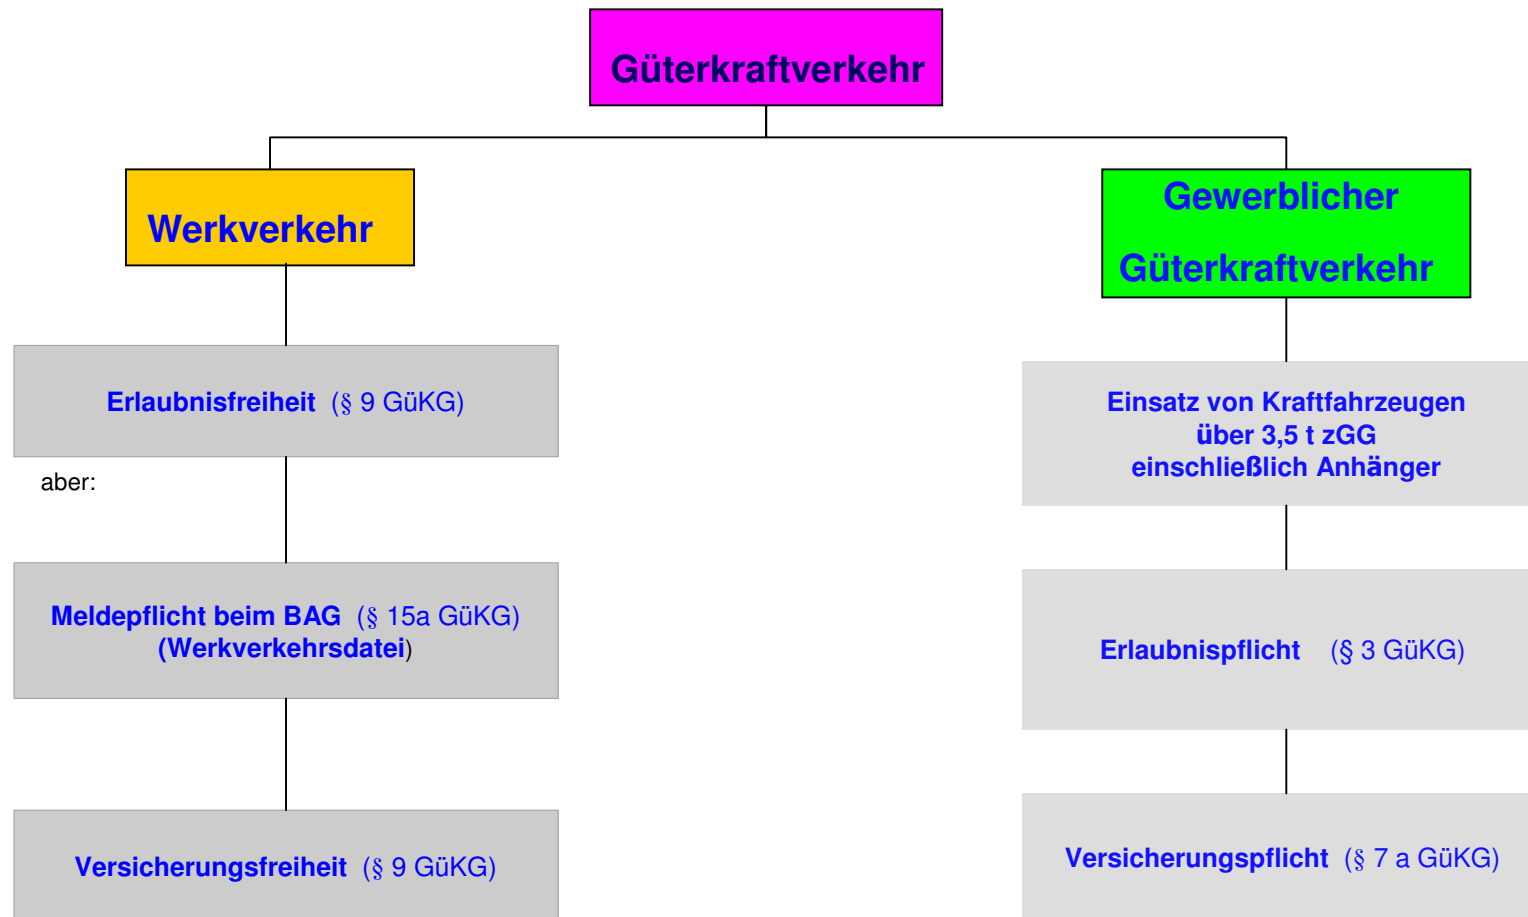 Güterkraftverkehr
Werkverkehr
Erlaubnisfreiheit (§ 9 GüKG)
aber:
Meldepflicht beim BAG (§ 15a GüKG)
(Werkverkehrsdatei)
Versicherungsfreiheit (§ 9 GüKG)
Gewerblicher
Güterkraftverkehr
Einsatz von Kraftfahrzeugen
über 3,5 t zGG
einschließlich Anhänger
Erlaubnispflicht (§ 3 GüKG)
Versicherungspflicht (§ 7 a GüKG)